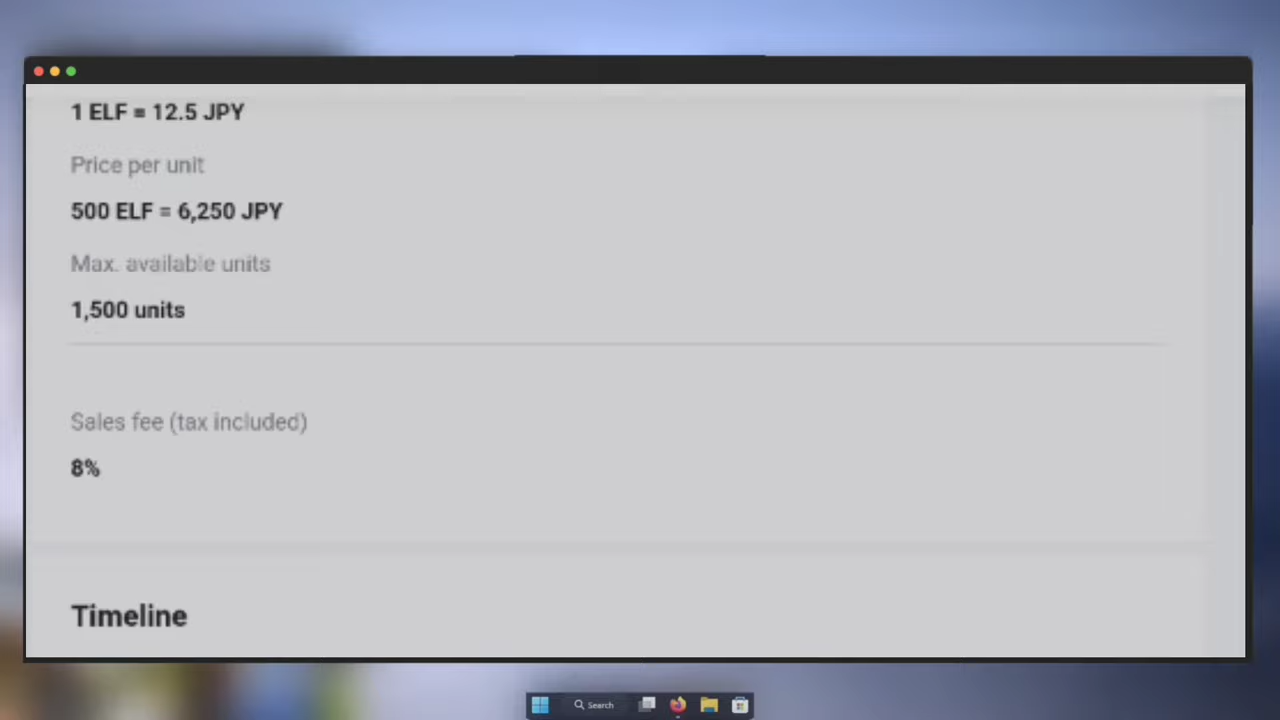 1 ELF = 12.5 JPY
Price per unit
500 ELF = 6,250 JPY
Max. available units
1,500 units
Sales fee (tax included)
8%
Timeline
Search